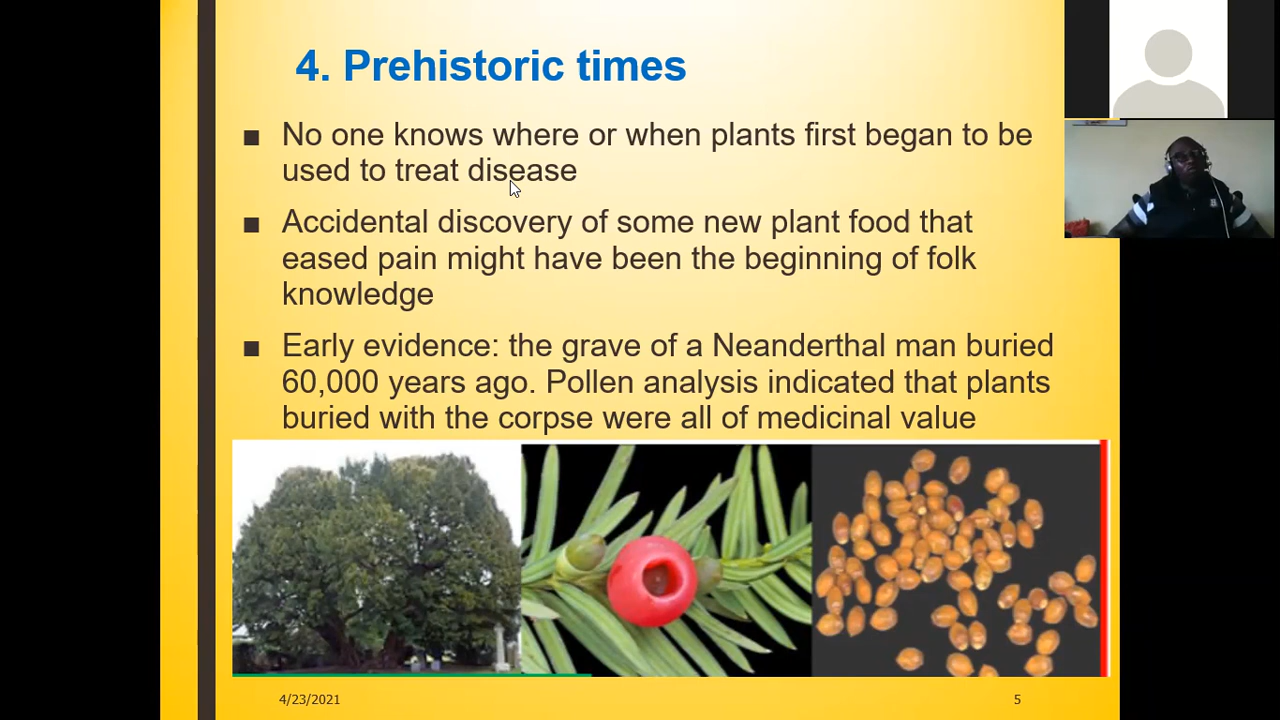 4. Prehistoric times
■ No one knows where or when plants first began to be
used to treat disease
■ Accidental discovery of some new plant food that
eased pain might have been the beginning of folk
knowledge
■ Early evidence: the grave of a Neanderthal man buried
60,000 years ago. Pollen analysis indicated that plants
buried with the corpse were all of medicinal value
4/23/2021
5